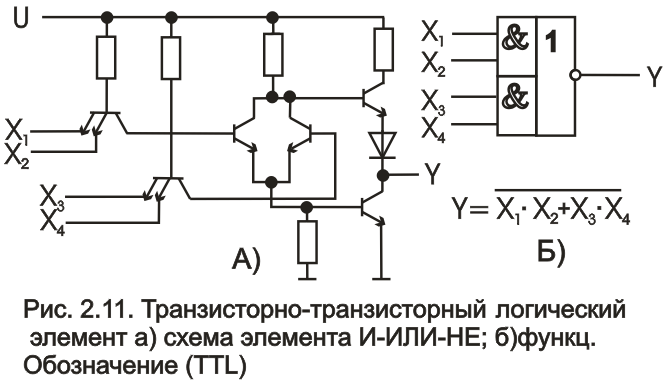 U
X₁
X₂
X₃
X₄
Y
А)
X₁
X₂
X₃
X₄
&
&
1
Y
Y= X₁· X₂+X₃· X₄
Б)
Рис. 2.11. Транзисторно-транзисторный логический
элемент а) схема элемента И-ИЛИ-НЕ; б)функц.
Обозначение (TTL)